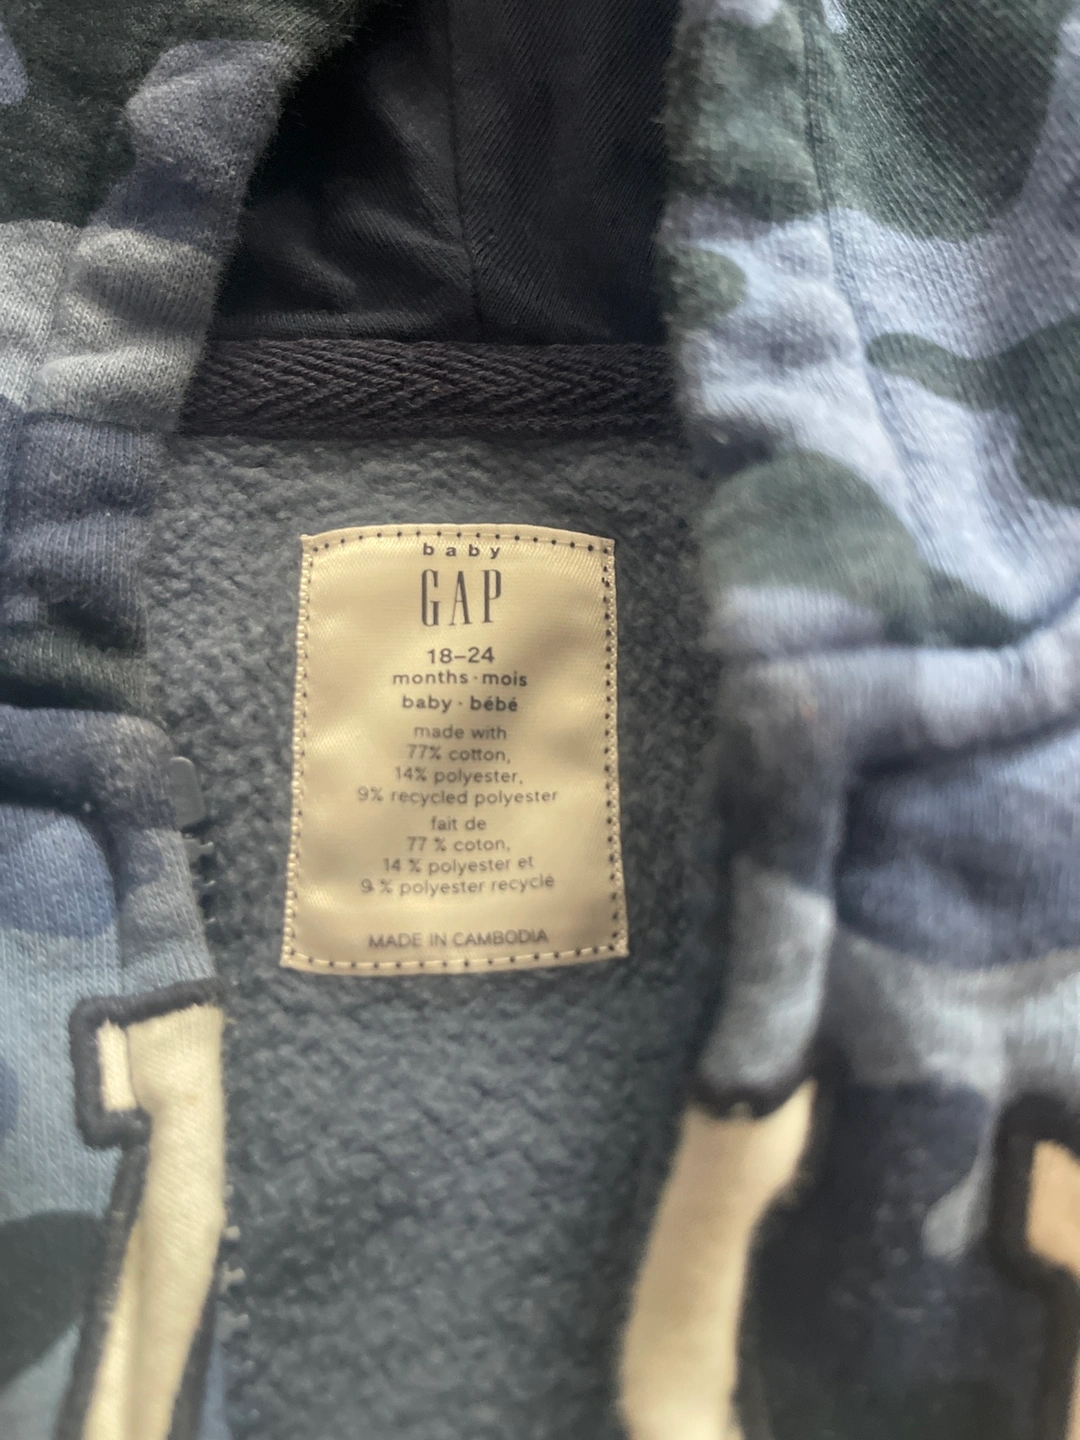 baby
GAP
18–24
months · mois
baby · bébé
made with
77% cotton,
14% polyester,
9% recycled polyester
fait de
77 % coton,
14 % polyester et
9 % polyester recyclé
MADE IN CAMBODIA